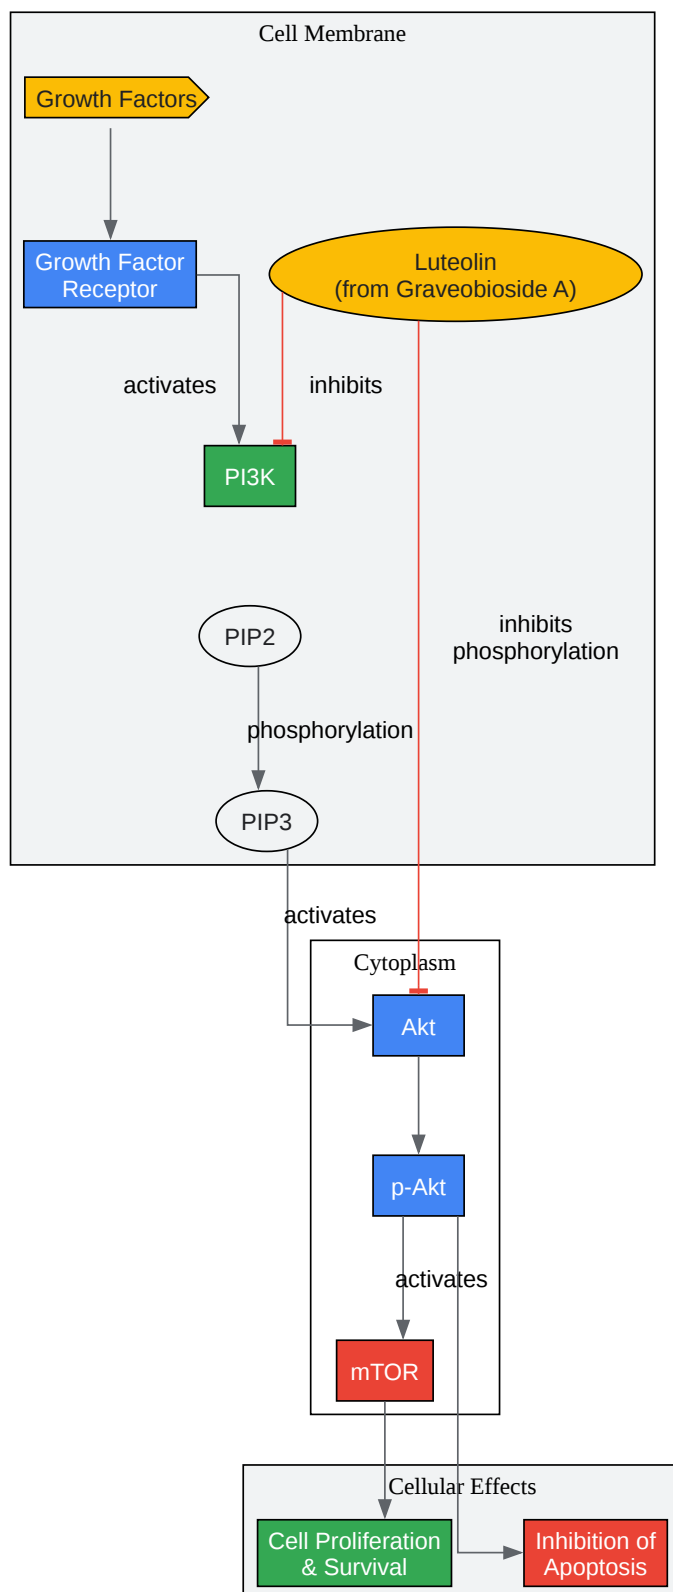 Cell Membrane
Growth Factors
Growth Factor
Receptor
Luteolin
(from Graveobioside A)
activates
inhibits
PI3K
PIP2
inhibits
phosphorylation
phosphorylation
PIP3
activates
Cytoplasm
Akt
p-Akt
activates
mTOR
Cellular Effects
Cell Proliferation
& Survival
Inhibition of
Apoptosis